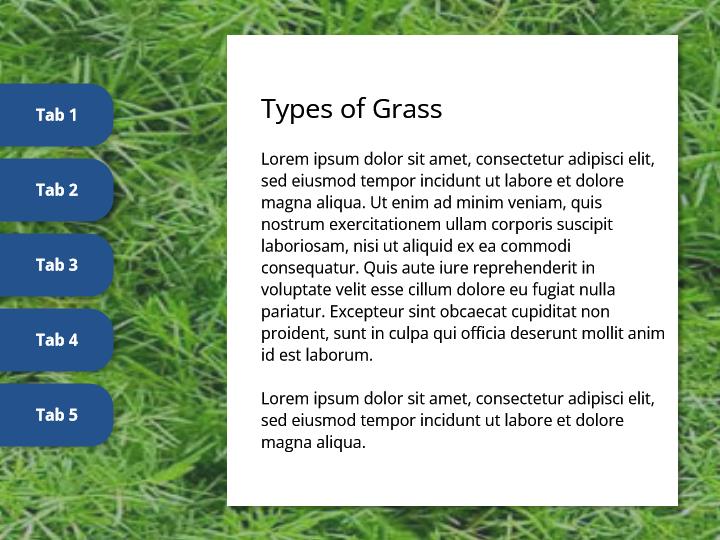 Tab 1
Tab 2
Tab 3
Tab 4
Tab 5
Types of Grass
Lorem ipsum dolor sit amet, consectetur adipisci elit,
sed eiusmod tempor incidunt ut labore et dolore
magna aliqua. Ut enim ad minim veniam, quis
nostrum exercitationem ullam corporis suscipit
laboriosam, nisi ut aliquid ex ea commodi
consequatur. Quis aute iure reprehenderit in
voluptate velit esse cillum dolore eu fugiat nulla
pariatur. Excepteur sint obcaecat cupiditat non
proident, sunt in culpa qui officia deserunt mollit anim
id est laborum.
Lorem ipsum dolor sit amet, consectetur adipisci elit,
sed eiusmod tempor incidunt ut labore et dolore
magna aliqua.